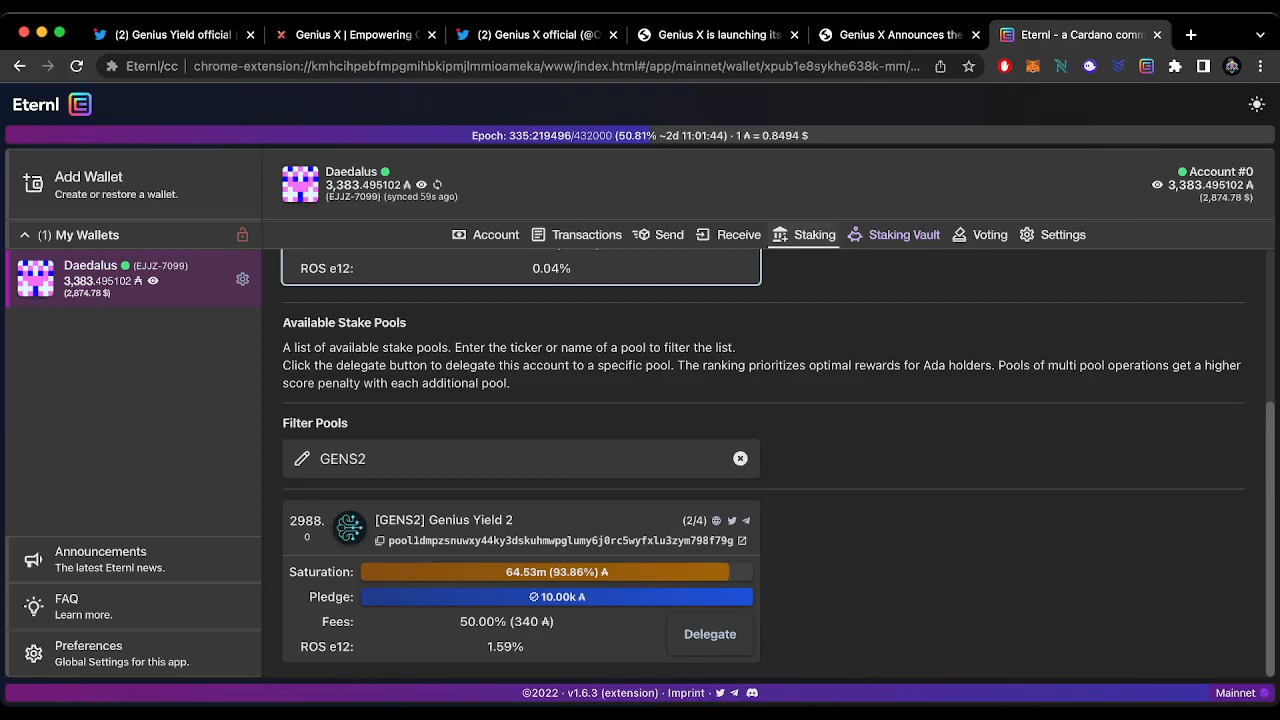 (2) Genius Yield official
Genius X | Empowering
(2) Genius X official (@O
Genius X is launching its
Genius X Announces the
Eternl - a Cardano comm
Eternl/cc
chrome-extension://kmhcihpebfmpgmihbkipmjlmmioameka/www/index.html#/app/mainnet/wallet/xpub1e8sykhe638k-mm/...
Eternl
Epoch: 335:219496/432000 (50.81% ~2d 11:01:44) · 1 ₳ = 0.8494 $
Add Wallet
Create or restore a wallet.
Daedalus
3,383.495102 ₳
(EJJZ-7099) (synced 59s ago)
Account #0
3,383.495102 ₳
(2,874.78 $)
(1) My Wallets
Account
Transactions
Send
Receive
Staking
Staking Vault
Voting
Settings
Daedalus (EJJZ-7099)
3,383.495102 ₳
(2,874.78 $)
ROS e12: 0.04%
Available Stake Pools
A list of available stake pools. Enter the ticker or name of a pool to filter the list.
Click the delegate button to delegate this account to a specific pool. The ranking prioritizes optimal rewards for Ada holders. Pools of multi pool operations get a higher
score penalty with each additional pool.
Filter Pools
GENS2
2988.
0
[GENS2] Genius Yield 2
(2/4)
pool1dmpzsnuwxy44ky3dskuhmwpglumy6j0rc5wyfxlu3zym798f79g
Saturation: 64.53m (93.86%) ₳
Pledge: 10.00k ₳
Fees: 50.00% (340 ₳)
Delegate
ROS e12: 1.59%
Announcements
The latest Eternl news.
FAQ
Learn more.
Preferences
Global Settings for this app.
©2022 · v1.6.3 (extension) · Imprint ·
Mainnet